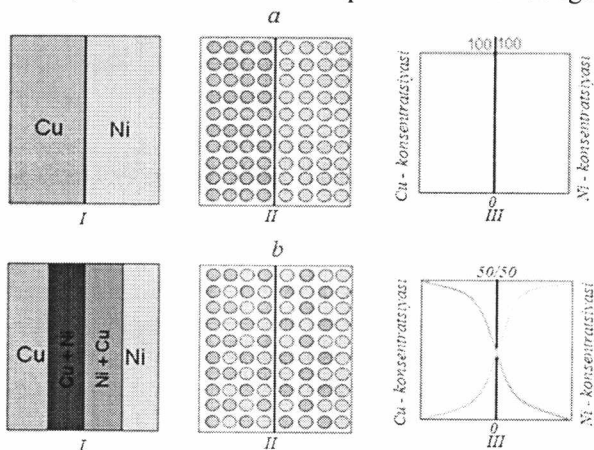 a
Cu Ni
I
II
Cu - konsentratsiyasi
100 100
0
III
Ni - konsentratsiyasi
b
Cu
Cu + Ni
Ni + Cu
Ni
I
II
Cu - konsentratsiyasi
50/50
0
III
Ni - konsentratsiyasi